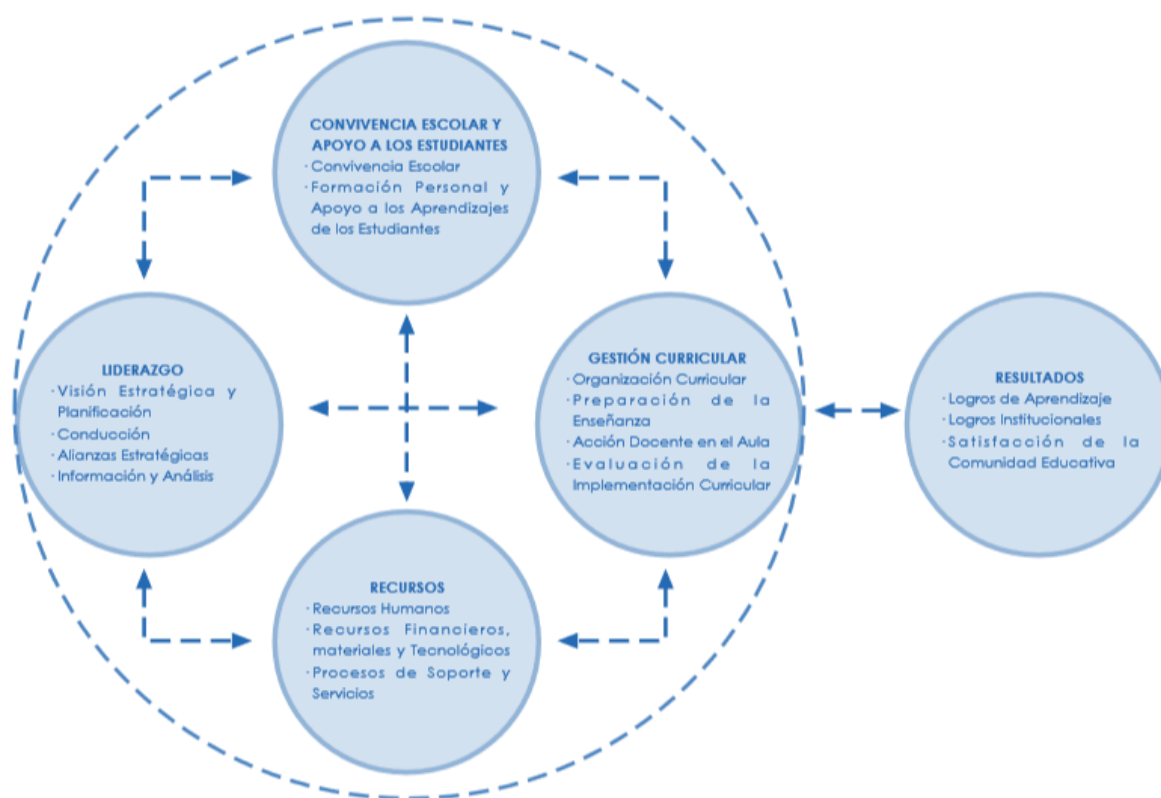 CONVIVENCIA ESCOLAR Y
APOYO A LOS ESTUDIANTES
· Convivencia Escolar
· Formación Personal y
Apoyo a los Aprendizajes
de los Estudiantes
LIDERAZGO
· Visión Estratégica y
Planificación
· Conducción
· Alianzas Estratégicas
· Información y Análisis
GESTIÓN CURRICULAR
· Organización Curricular
· Preparación de la
Enseñanza
· Acción Docente en el Aula
· Evaluación de la
Implementación Curricular
RESULTADOS
· Logros de Aprendizaje
· Logros Institucionales
· Satisfacción de la
Comunidad Educativa
RECURSOS
· Recursos Humanos
· Recursos Financieros,
materiales y Tecnológicos
· Procesos de Soporte y
Servicios